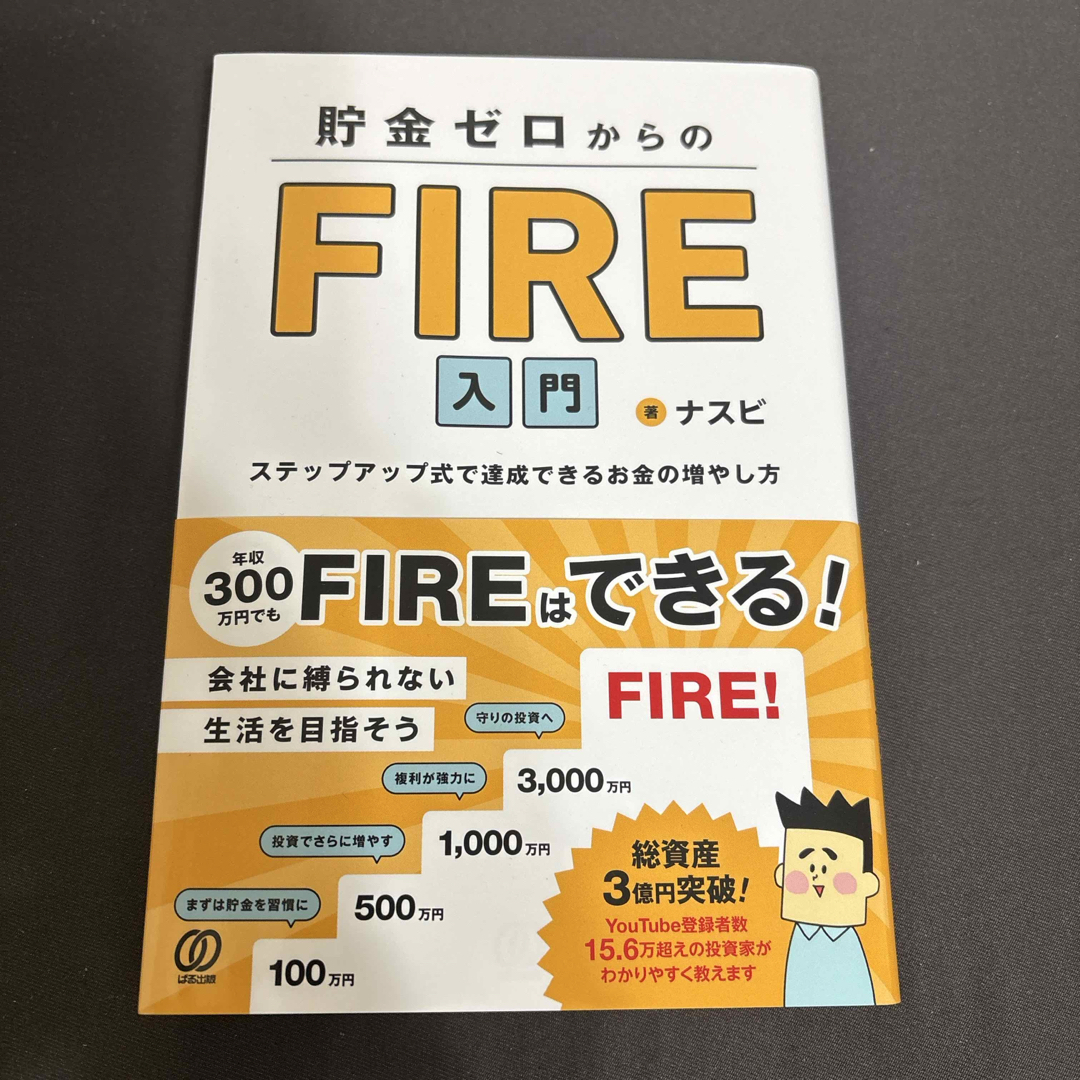 貯金ゼロからの
FIRE
入門
著 ナスビ
ステップアップ式で達成できるお金の増やし方
年収
300
万円でも
FIREはできる!
会社に縛られない
生活を目指そう
FIRE!
守りの投資へ
3,000万円
複利が強力に
1,000万円
投資でさらに増やす
500万円
まずは貯金を習慣に
100万円
ぱる出版
総資産
3億円突破!
YouTube登録者数
15.6万超えの投資家が
わかりやすく教えます